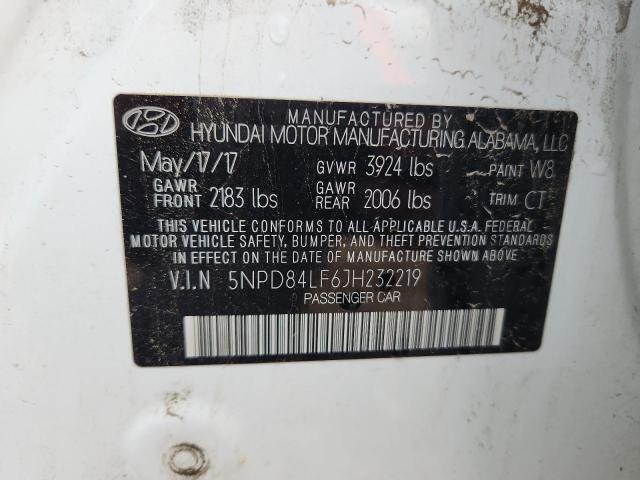 MANUFACTURED BY
HYUNDAI MOTOR MANUFACTURING ALABAMA, LLC
May/17/17 GVWR 3924 lbs PAINT W8
GAWR FRONT 2183 lbs GAWR REAR 2006 lbs TRIM CT
THIS VEHICLE CONFORMS TO ALL APPLICABLE U.S.A. FEDERAL
MOTOR VEHICLE SAFETY, BUMPER, AND THEFT PREVENTION STANDARDS
IN EFFECT ON THE DATE OF MANUFACTURE SHOWN ABOVE
V.I.N 5NPD84LF6JH232219
PASSENGER CAR